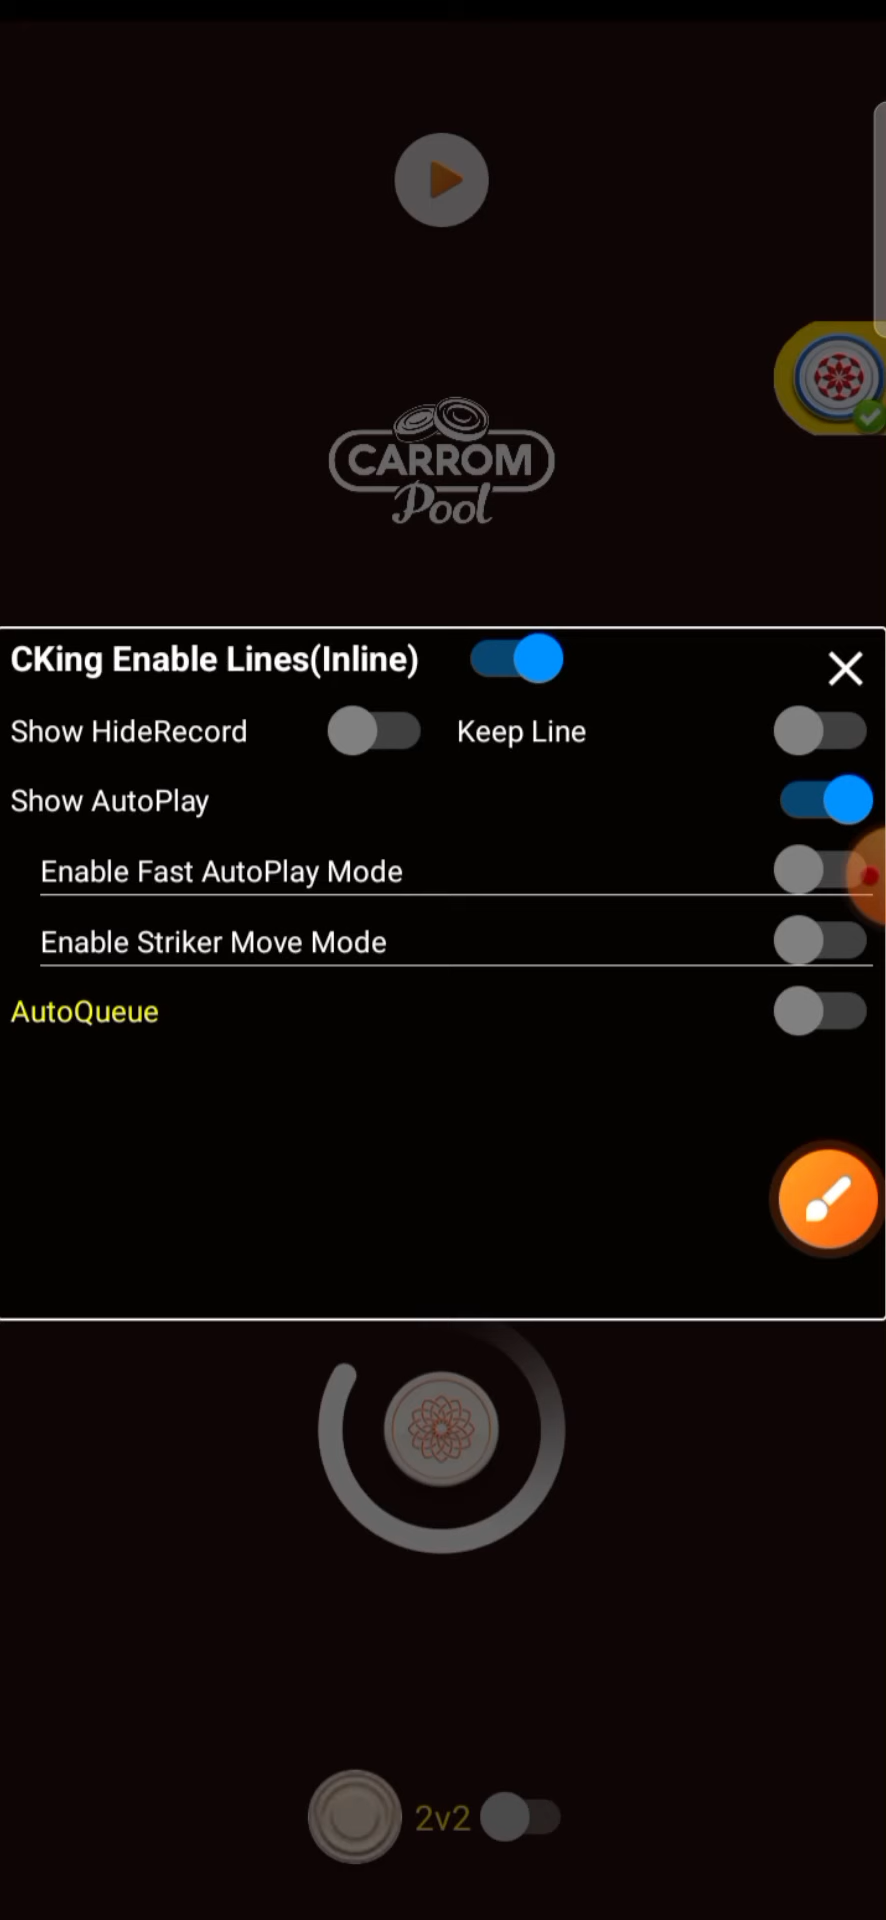 CARROM
Pool
CKing Enable Lines(Inline)
Show HideRecord Keep Line
Show AutoPlay
Enable Fast AutoPlay Mode
Enable Striker Move Mode
AutoQueue
2v2